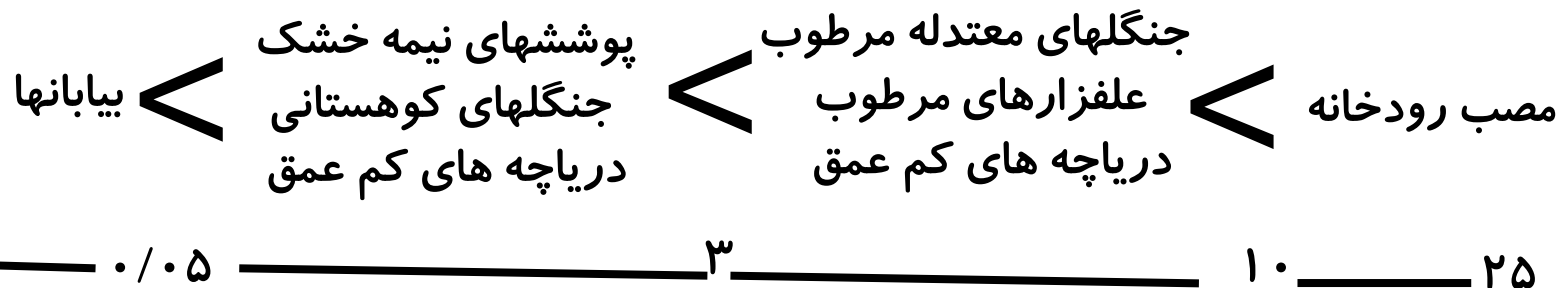 مصب رودخانه
<
جنگلهای معتدله مرطوب
علفزارهای مرطوب
دریاچه های کم عمق
<
پوششهای نیمه خشک
جنگلهای کوهستانی
دریاچه های کم عمق
<
بیابانها
۲۵
۱۰
۳
۰/۰۵